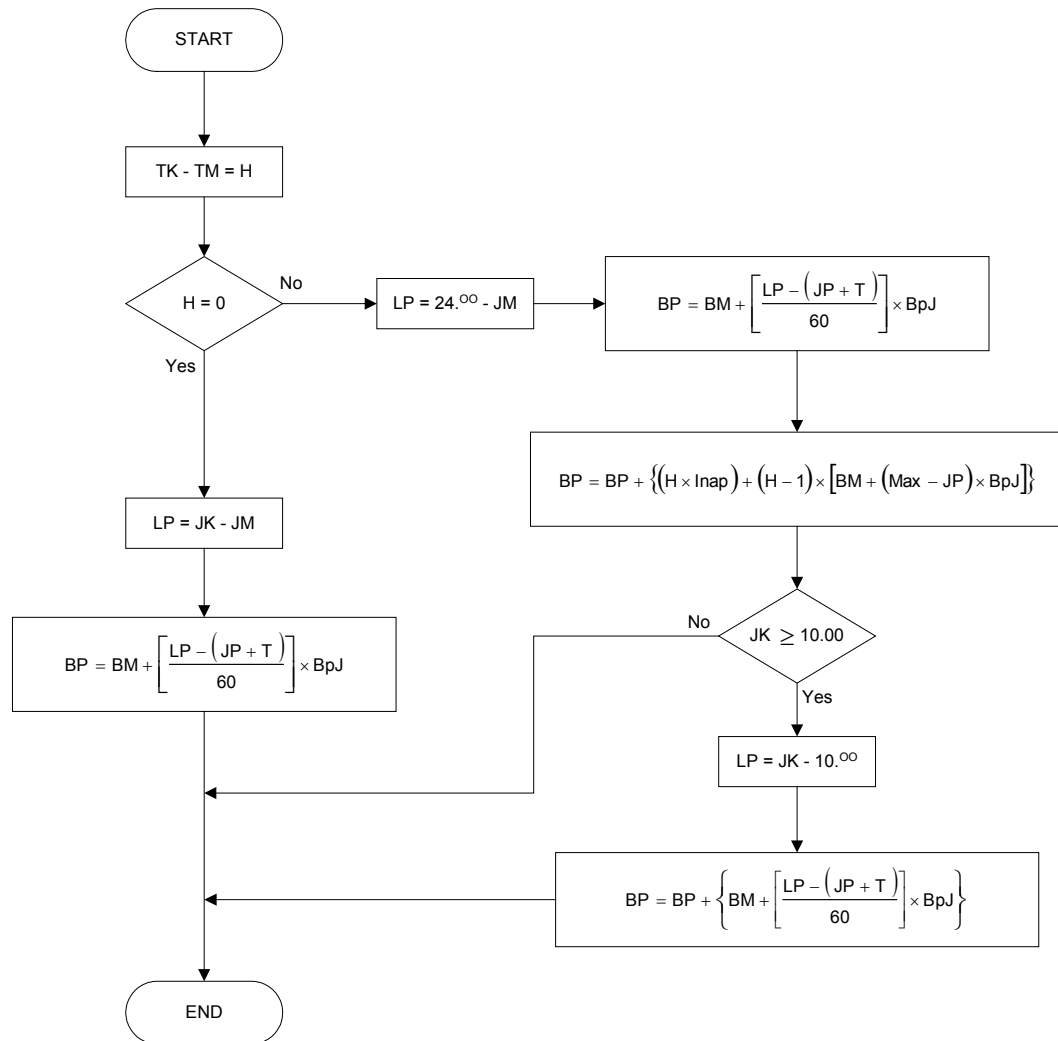 START
TK - TM = H
H = 0
No
Yes
LP = 24.ᴼᴼ - JM
BP = BM + [ LP − ( JP + T ) / 60 ] × BpJ
BP = BP + {(H × Inap) + (H − 1) × [BM + (Max − JP) × BpJ]}
LP = JK - JM
BP = BM + [ LP − ( JP + T ) / 60 ] × BpJ
JK ≥ 10.00
No
Yes
LP = JK - 10.ᴼᴼ
BP = BP + { BM + [ LP − ( JP + T ) / 60 ] × BpJ }
END